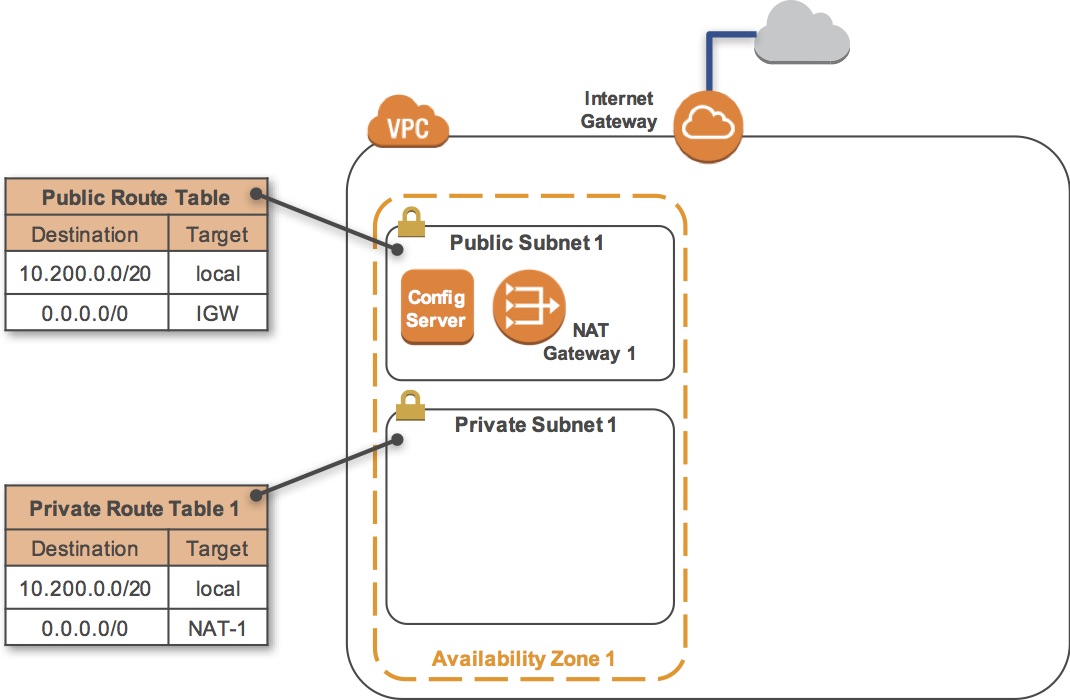 Internet
Gateway
VPC
Public Route Table
Destination Target
10.200.0.0/20 local
0.0.0.0/0 IGW
Public Subnet 1
Config
Server
NAT
Gateway 1
Private Subnet 1
Private Route Table 1
Destination Target
10.200.0.0/20 local
0.0.0.0/0 NAT-1
Availability Zone 1